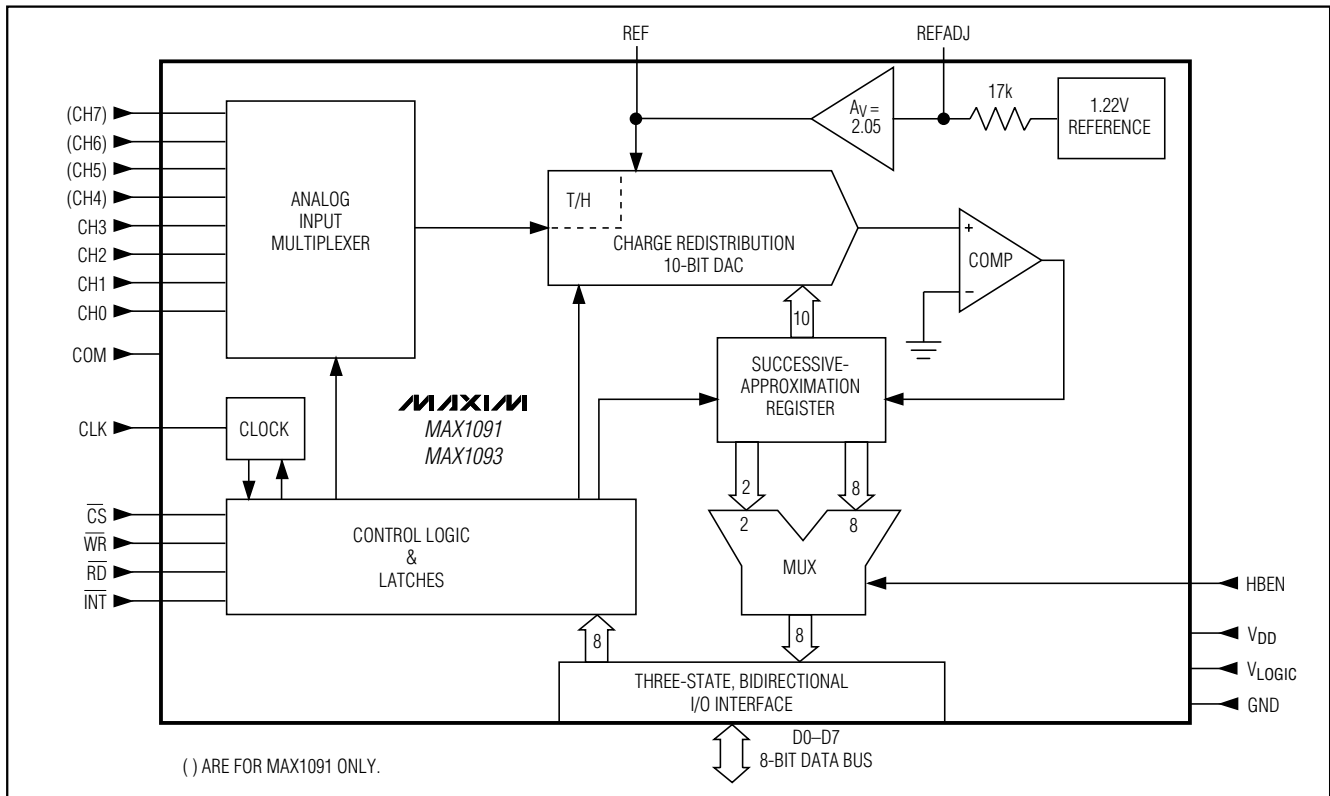 REF
REFADJ
(CH7)
(CH6)
(CH5)
(CH4)
CH3
CH2
CH1
CH0
COM
CLK
CS
WR
RD
INT
ANALOG
INPUT
MULTIPLEXER
T/H
CHARGE REDISTRIBUTION
10-BIT DAC
AV =
2.05
17k
1.22V
REFERENCE
+
COMP
−
10
SUCCESSIVE-
APPROXIMATION
REGISTER
MAXIM
MAX1091
MAX1093
CLOCK
CONTROL LOGIC
&
LATCHES
2
8
2
8
MUX
8
8
THREE-STATE, BIDIRECTIONAL
I/O INTERFACE
HBEN
VDD
VLOGIC
GND
D0–D7
8-BIT DATA BUS
( ) ARE FOR MAX1091 ONLY.